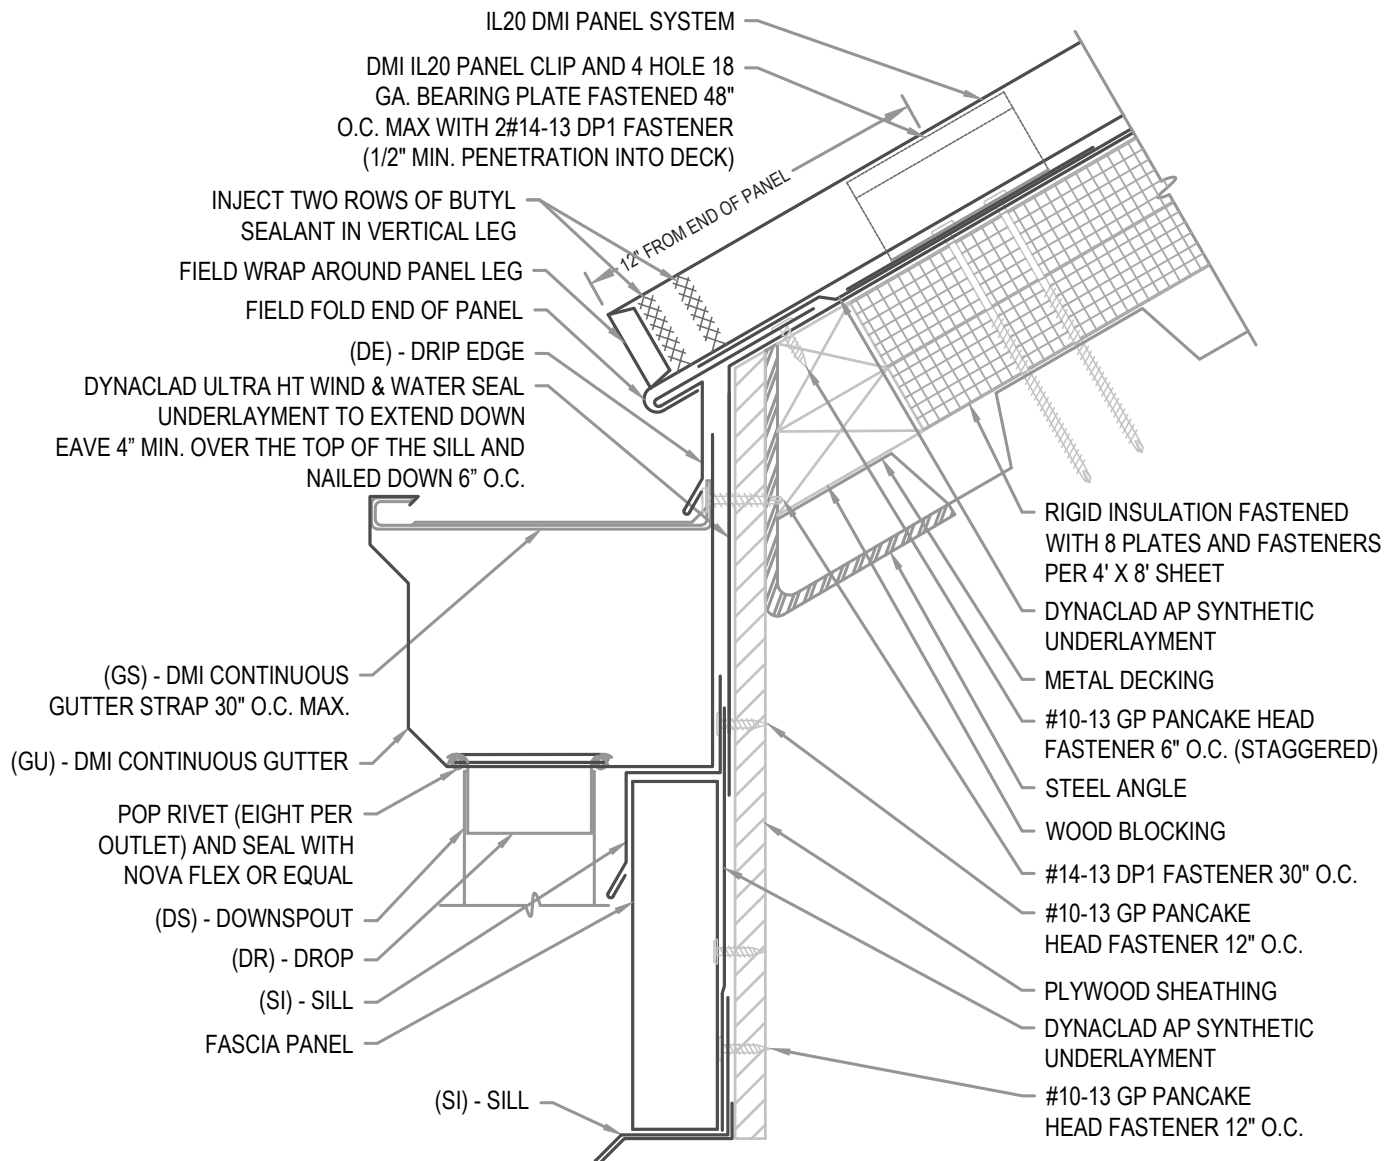 IL20 DMI PANEL SYSTEM
DMI IL20 PANEL CLIP AND 4 HOLE 18
GA. BEARING PLATE FASTENED 48"
O.C. MAX WITH 2#14-13 DP1 FASTENER
(1/2" MIN. PENETRATION INTO DECK)
12" FROM END OF PANEL
INJECT TWO ROWS OF BUTYL
SEALANT IN VERTICAL LEG
FIELD WRAP AROUND PANEL LEG
FIELD FOLD END OF PANEL
(DE) - DRIP EDGE
DYNACLAD ULTRA HT WIND & WATER SEAL
UNDERLAYMENT TO EXTEND DOWN
EAVE 4” MIN. OVER THE TOP OF THE SILL AND
NAILED DOWN 6” O.C.
(GS) - DMI CONTINUOUS
GUTTER STRAP 30" O.C. MAX.
(GU) - DMI CONTINUOUS GUTTER
POP RIVET (EIGHT PER
OUTLET) AND SEAL WITH
NOVA FLEX OR EQUAL
(DS) - DOWNSPOUT
(DR) - DROP
(SI) - SILL
FASCIA PANEL
(SI) - SILL
RIGID INSULATION FASTENED
WITH 8 PLATES AND FASTENERS
PER 4' X 8' SHEET
DYNACLAD AP SYNTHETIC
UNDERLAYMENT
METAL DECKING
#10-13 GP PANCAKE HEAD
FASTENER 6" O.C. (STAGGERED)
STEEL ANGLE
WOOD BLOCKING
#14-13 DP1 FASTENER 30" O.C.
#10-13 GP PANCAKE
HEAD FASTENER 12" O.C.
PLYWOOD SHEATHING
DYNACLAD AP SYNTHETIC
UNDERLAYMENT
#10-13 GP PANCAKE
HEAD FASTENER 12" O.C.